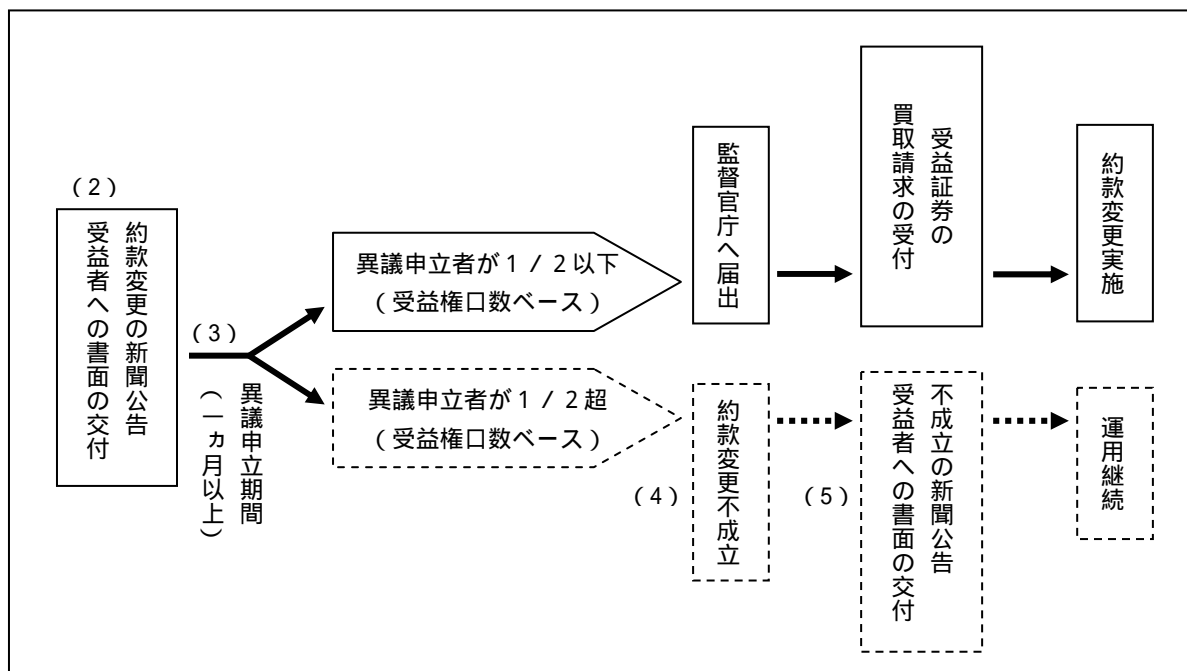 (2)
約款変更の新聞公告
受益者への書面の交付
(3)
異議申立期間
(一ヵ月以上)
異議申立者が1/2以下
(受益権口数ベース)
監督官庁へ届出
受益証券の
買取請求の受付
約款変更実施
異議申立者が1/2超
(受益権口数ベース)
(4)
約款変更不成立
(5)
不成立の新聞公告
受益者への書面の交付
運用継続